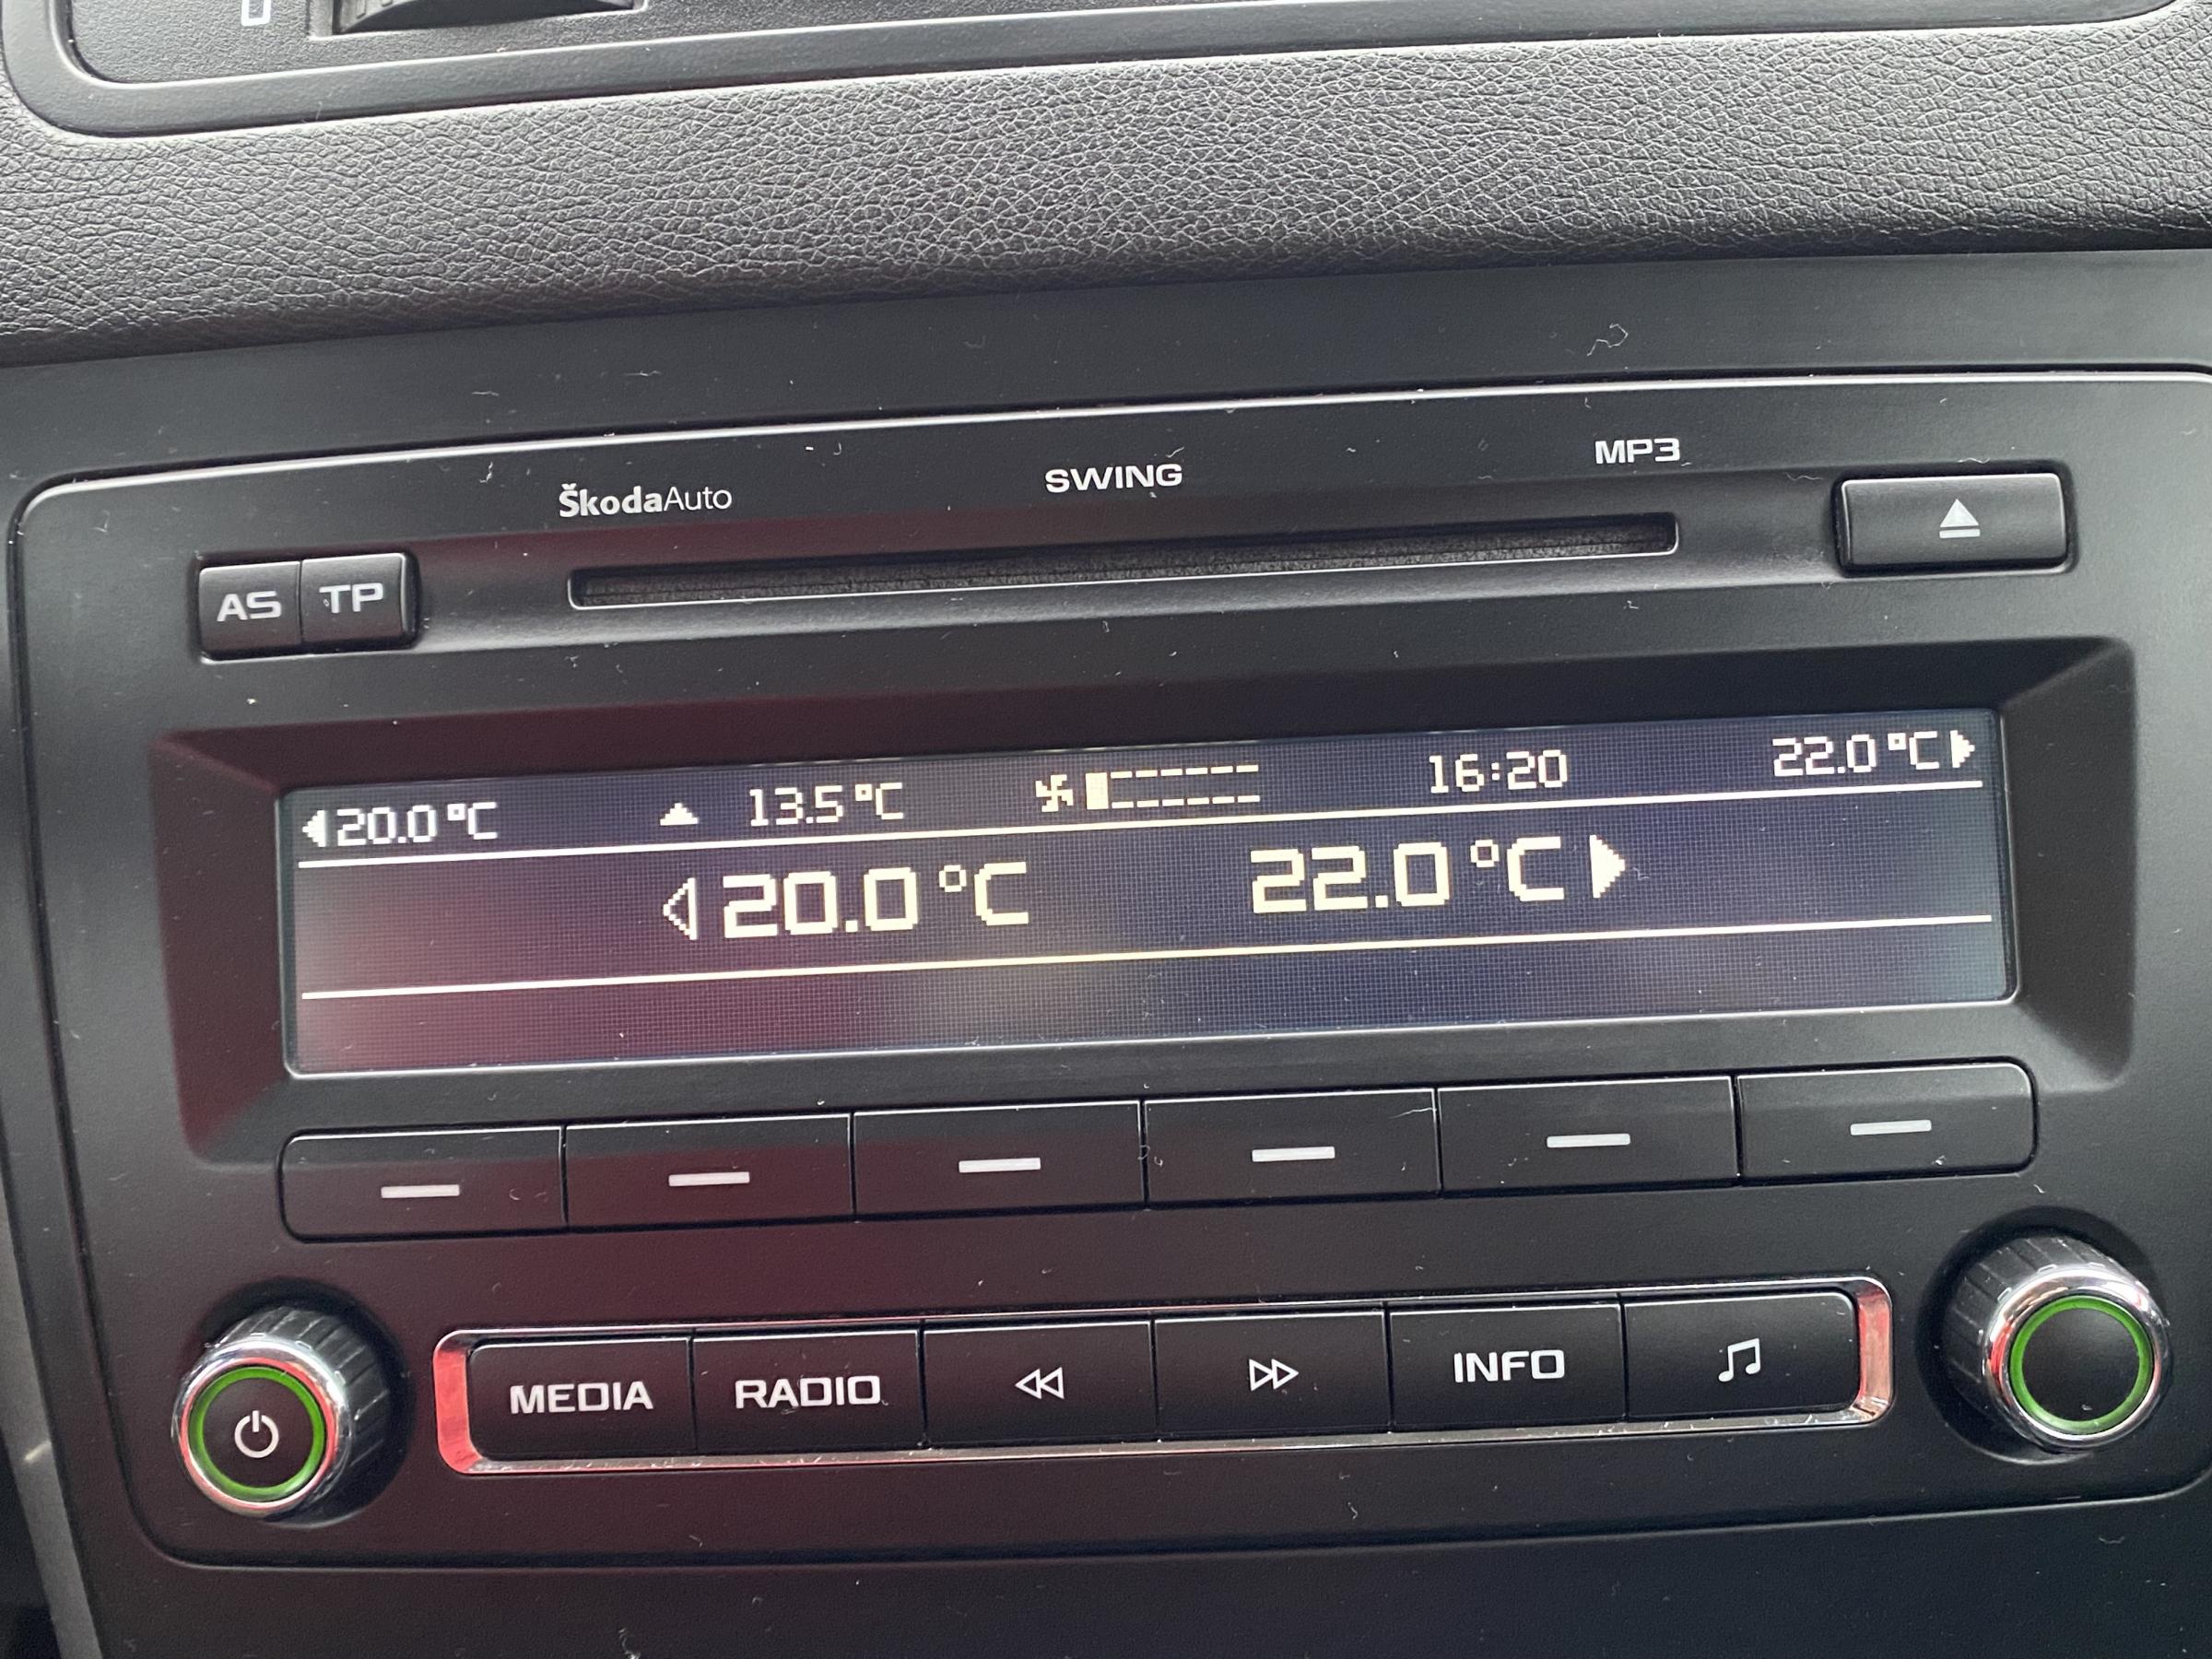 ŠkodaAuto
SWING
MP3
AS
TP
20.0 °C
13.5 °C
16:20
22.0 °C
20.0 °C
22.0 °C
MEDIA
RADIO
INFO